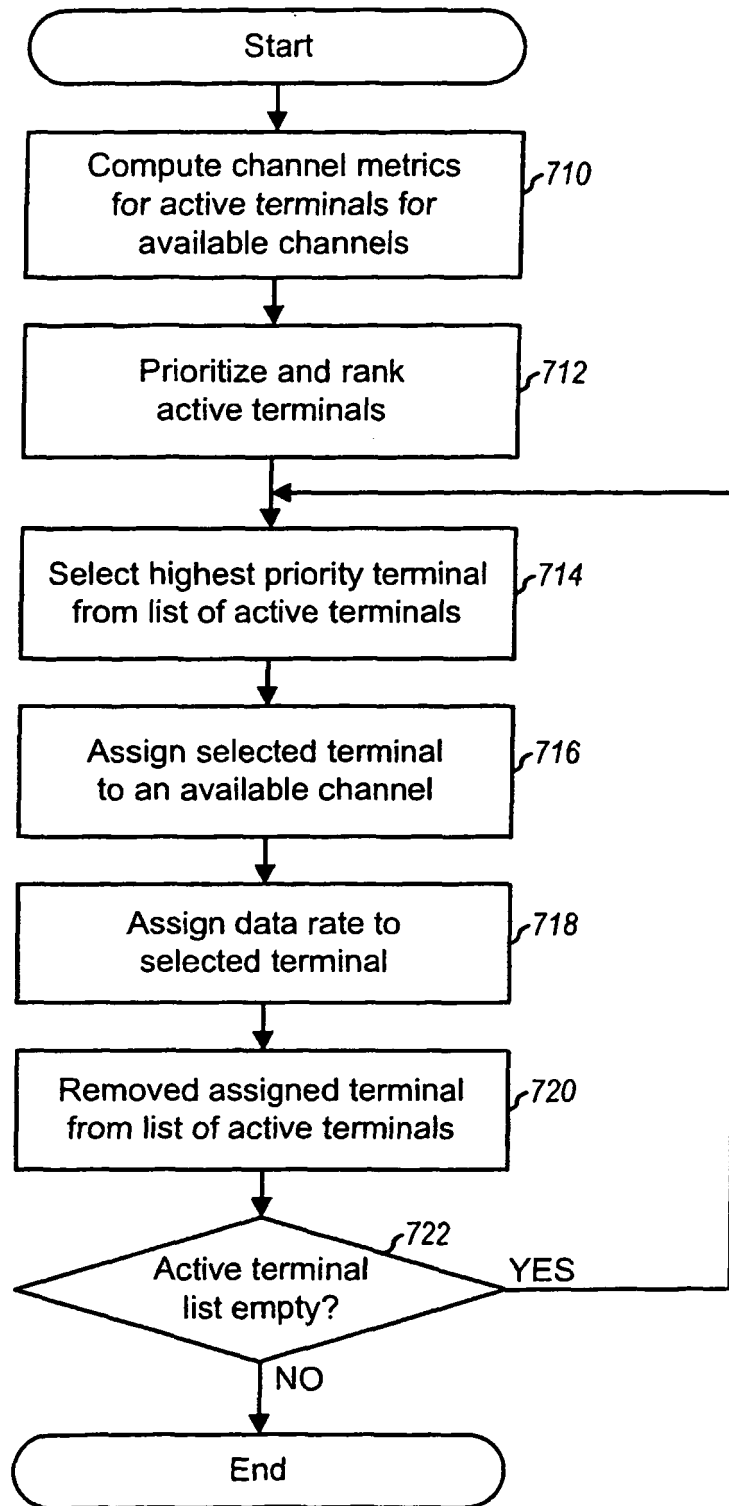 Start
Compute channel metrics
for active terminals for
available channels
710
Prioritize and rank
active terminals
712
Select highest priority terminal
from list of active terminals
714
Assign selected terminal
to an available channel
716
Assign data rate to
selected terminal
718
Removed assigned terminal
from list of active terminals
720
722
Active terminal
list empty?
YES
NO
End